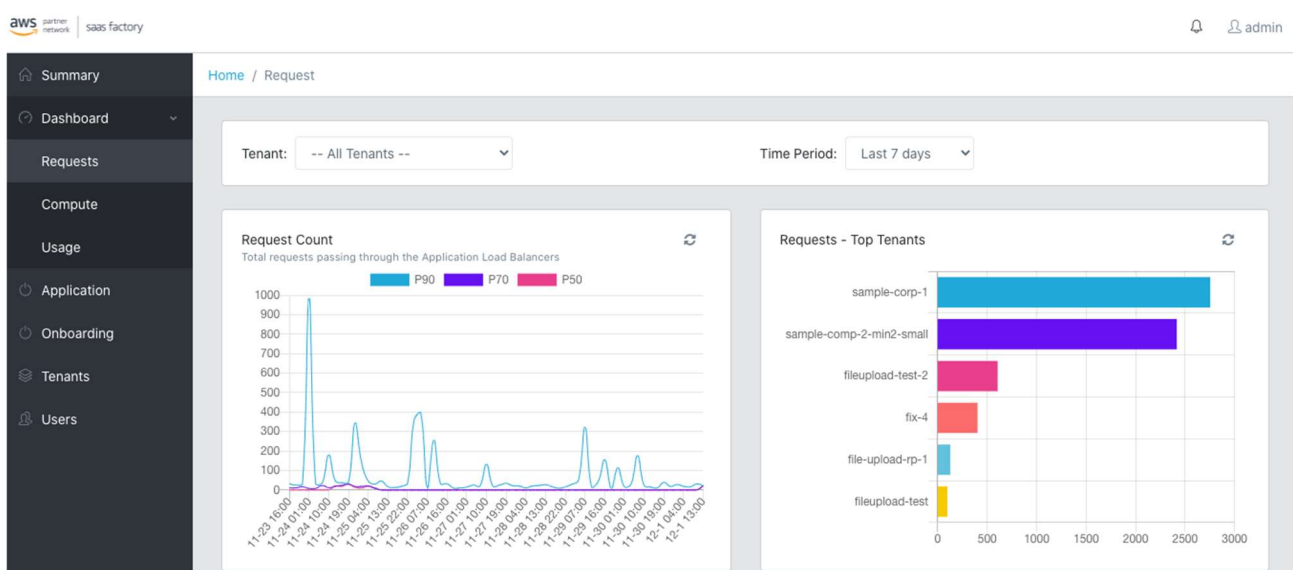 aws partner network saas factory
admin
Summary
Dashboard
Requests
Compute
Usage
Application
Onboarding
Tenants
Users
Home / Request
Tenant: -- All Tenants -- Time Period: Last 7 days
Request Count
Total requests passing through the Application Load Balancers
P90 P70 P50
1000
900
800
700
600
500
400
300
200
100
0
11-23 16:00
11-24 01:00
11-24 10:00
11-24 19:00
11-25 04:00
11-25 13:00
11-25 22:00
11-26 07:00
11-26 16:00
11-27 01:00
11-27 10:00
11-27 19:00
11-28 04:00
11-28 13:00
11-28 22:00
11-29 07:00
11-29 16:00
11-30 01:00
11-30 10:00
11-30 19:00
12-1 04:00
12-1 13:00
Requests - Top Tenants
sample-corp-1
sample-comp-2-min2-small
fileupload-test-2
fix-4
file-upload-rp-1
fileupload-test
0 500 1000 1500 2000 2500 3000